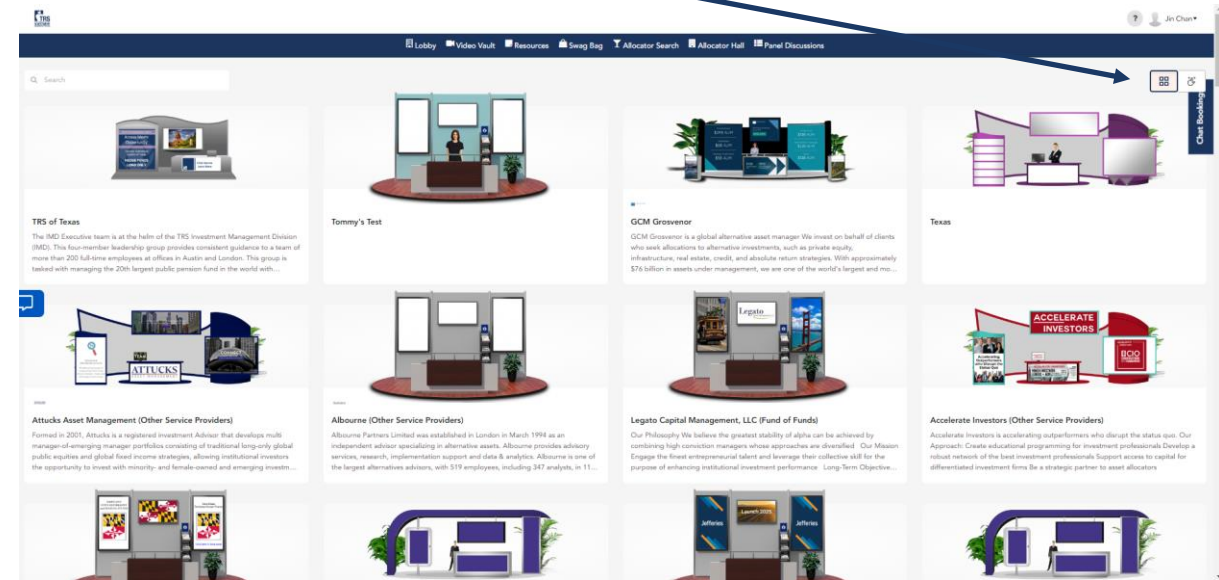 TRS
? Jin Chan
Lobby Video Vault Resources Swag Bag Allocator Search Allocator Hall Panel Discussions
Search
Chat Booking
TRS of Texas
The IMD Executive team is at the helm of the TRS Investment Management Division
(IMD). This four-member leadership group provides consistent guidance to a team of
more than 200 full-time employees at offices in Austin and London. This group is
tasked with managing the 20th largest public pension fund in the world with...
Tommy's Test
GCM Grosvenor
GCM Grosvenor is a global alternative asset manager We invest on behalf of clients
who seek allocations to alternative investments, such as private equity,
infrastructure, real estate, credit, and absolute return strategies. With approximately
$76 billion in assets under management, we are one of the world's largest and mo...
Texas
ATTUCKS
Attucks Asset Management (Other Service Providers)
Formed in 2001, Attucks is a registered investment Advisor that develops multi
manager-of-emerging manager portfolios consisting of traditional long-only global
public equities and global fixed income strategies, allowing institutional investors
the opportunity to invest with minority- and female-owned and emerging investm...
Albourne (Other Service Providers)
Albourne Partners Limited was established in London in March 1994 as an
independent advisor specializing in alternative assets. Albourne provides advisory
services, research, implementation support and data & analytics. Albourne is one of
the largest alternatives advisors, with 519 employees, including 347 analysts, in 11...
Legato
Legato Capital Management, LLC (Fund of Funds)
Our Philosophy We believe the greatest stability of alpha can be achieved by
combining high conviction managers whose approaches are diversified Our Mission
Engage the finest entrepreneurial talent and leverage their collective skill for the
purpose of enhancing institutional investment performance Long-Term Objective...
ACCELERATE
INVESTORS
CIO
Accelerate Investors (Other Service Providers)
Accelerate Investors is accelerating outperformers who disrupt the status quo. Our
Approach: Create educational programming for investment professionals Develop a
robust network of the best investment professionals Support access to capital for
differentiated investment firms Be a strategic partner to asset allocators
Jefferies
Jefferies